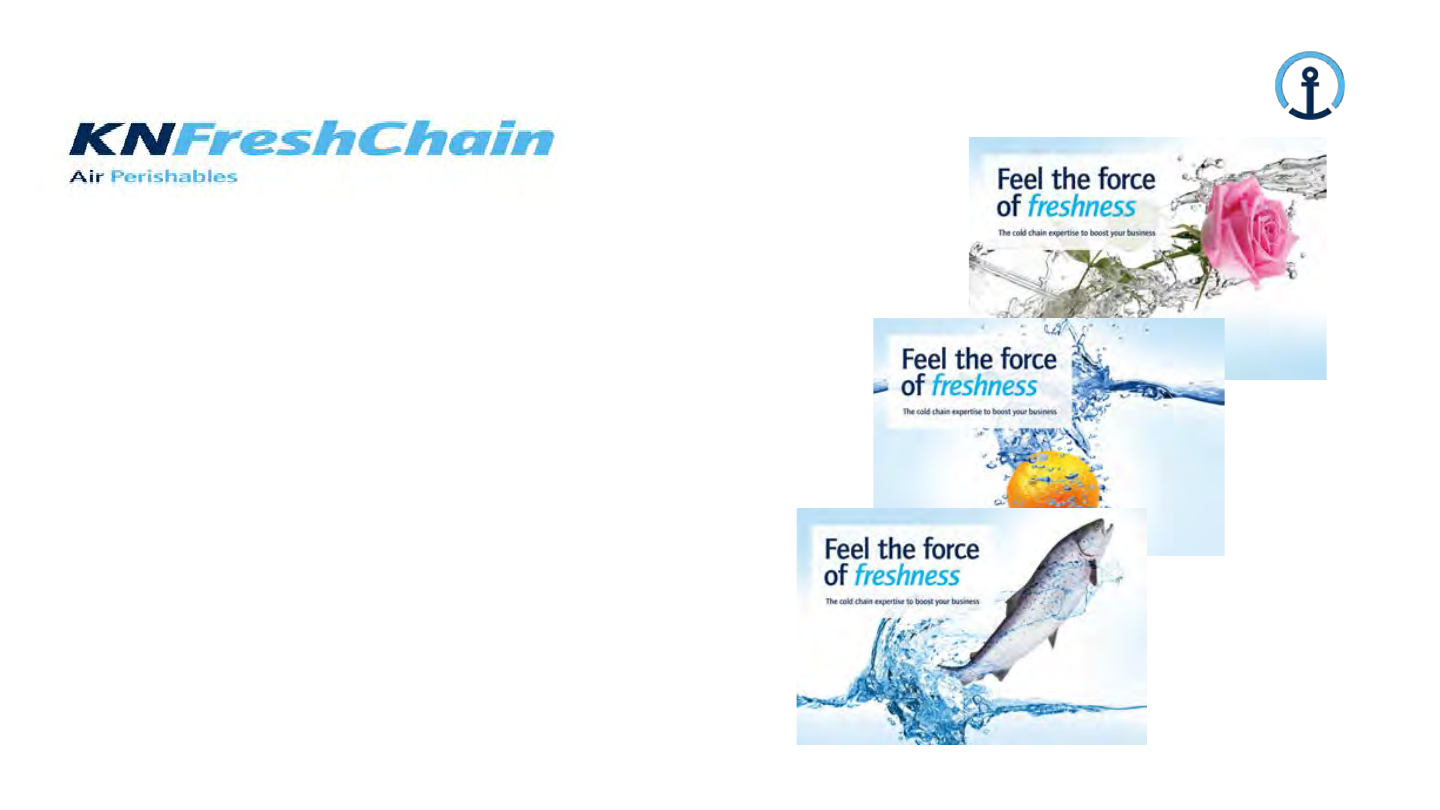 KNFreshChain
Air Perishables
Feel the force
of freshness
The cold chain expertise to boost your business
Feel the force
of freshness
The cold chain expertise to boost your business
Feel the force
of freshness
The cold chain expertise to boost your business